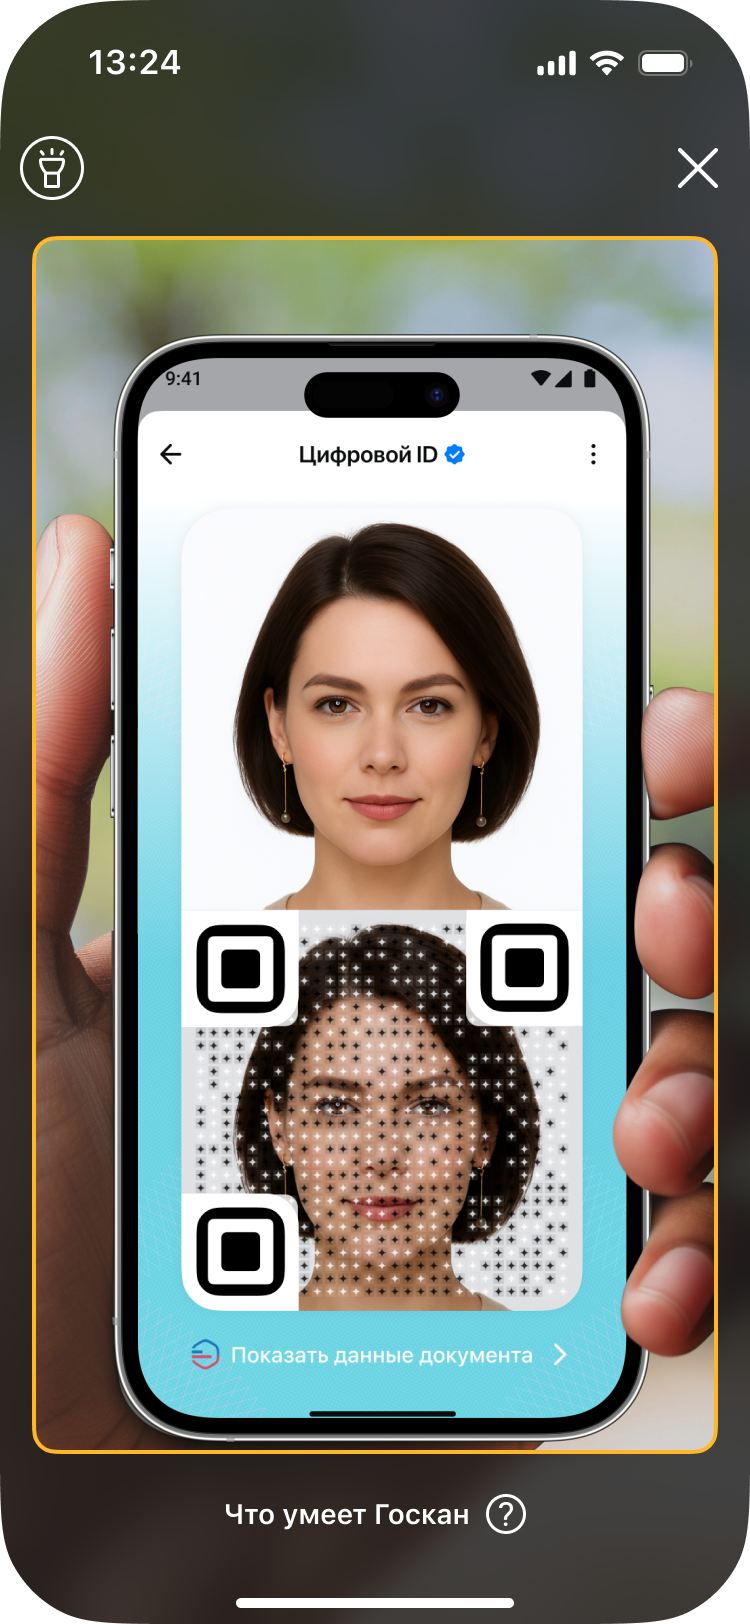 13:24
9:41
Цифровой ID
Показать данные документа
Что умеет Госкан
?